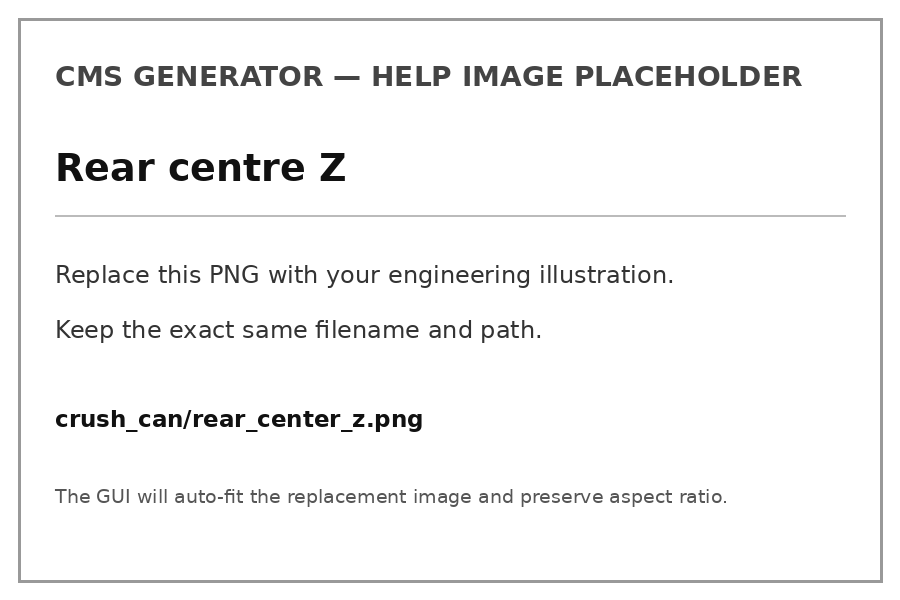 CMS GENERATOR — HELP IMAGE PLACEHOLDER
Rear centre Z
Replace this PNG with your engineering illustration.
Keep the exact same filename and path.
crush_can/rear_center_z.png
The GUI will auto-fit the replacement image and preserve aspect ratio.